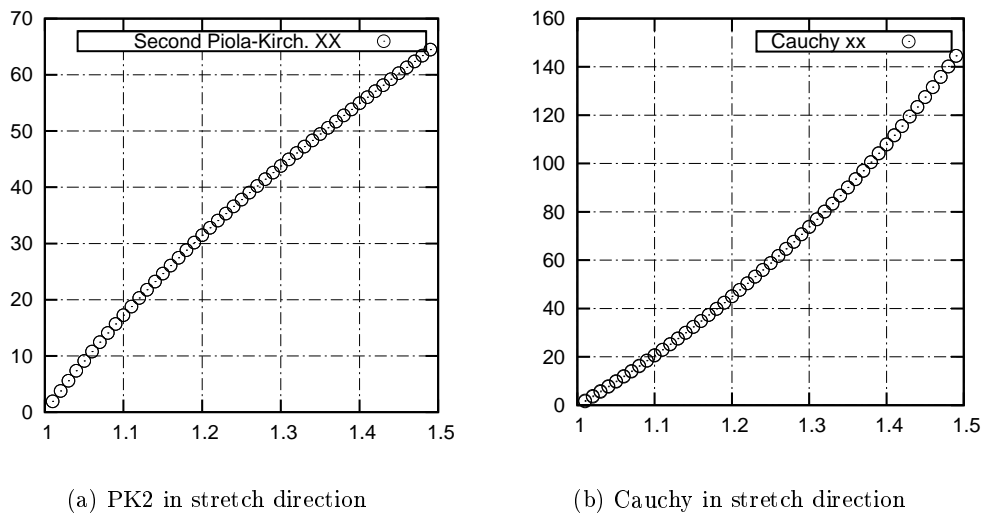 70
60
50
40
30
20
10
0
1 1.1 1.2 1.3 1.4 1.5
Second Piola-Kirch. XX
(a) PK2 in stretch direction
160
140
120
100
80
60
40
20
0
1 1.1 1.2 1.3 1.4 1.5
Cauchy xx
(b) Cauchy in stretch direction